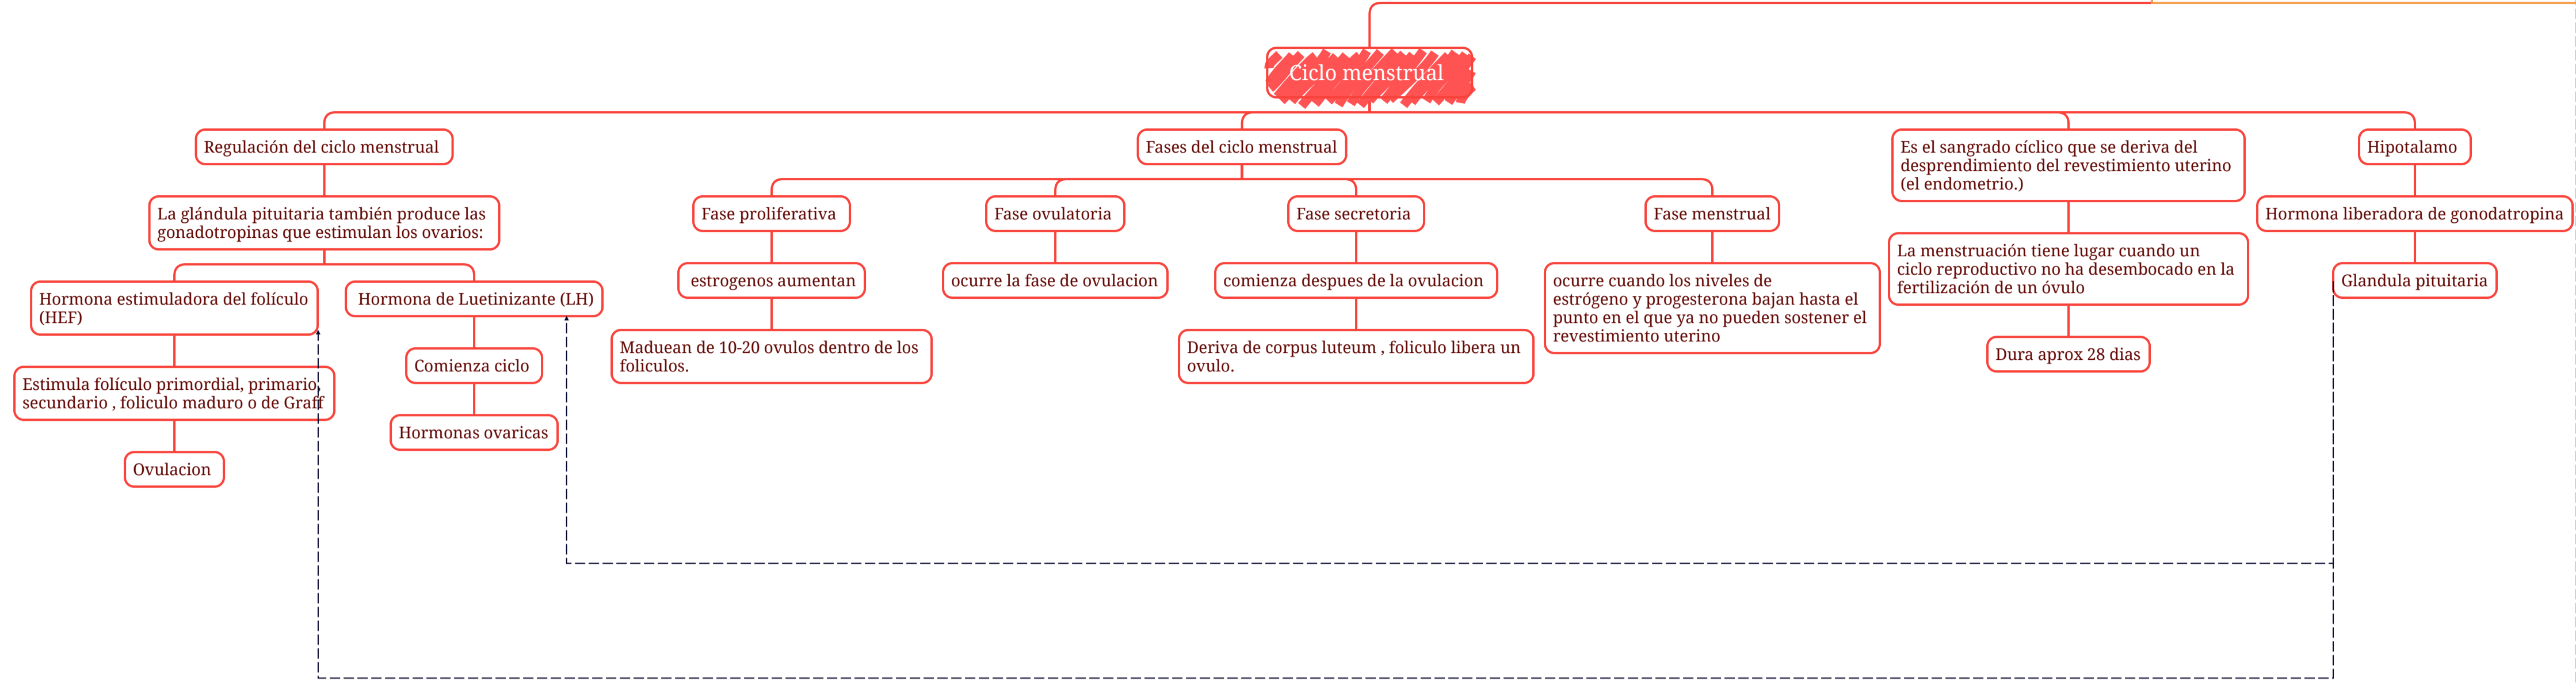 Ciclo menstrual
Regulación del ciclo menstrual
La glándula pituitaria también produce las
gonadotropinas que estimulan los ovarios:
Hormona estimuladora del folículo
(HEF)
Estimula folículo primordial, primario,
secundario , foliculo maduro o de Graff
Ovulacion
Hormona de Luetinizante (LH)
Comienza ciclo
Hormonas ovaricas
Fases del ciclo menstrual
Fase proliferativa
estrogenos aumentan
Maduean de 10-20 ovulos dentro de los
foliculos.
Fase ovulatoria
ocurre la fase de ovulacion
Fase secretoria
comienza despues de la ovulacion
Deriva de corpus luteum , foliculo libera un
ovulo.
Fase menstrual
ocurre cuando los niveles de
estrógeno y progesterona bajan hasta el
punto en el que ya no pueden sostener el
revestimiento uterino
Es el sangrado cíclico que se deriva del
desprendimiento del revestimiento uterino
(el endometrio.)
La menstruación tiene lugar cuando un
ciclo reproductivo no ha desembocado en la
fertilización de un óvulo
Dura aprox 28 dias
Hipotalamo
Hormona liberadora de gonodatropina
Glandula pituitaria